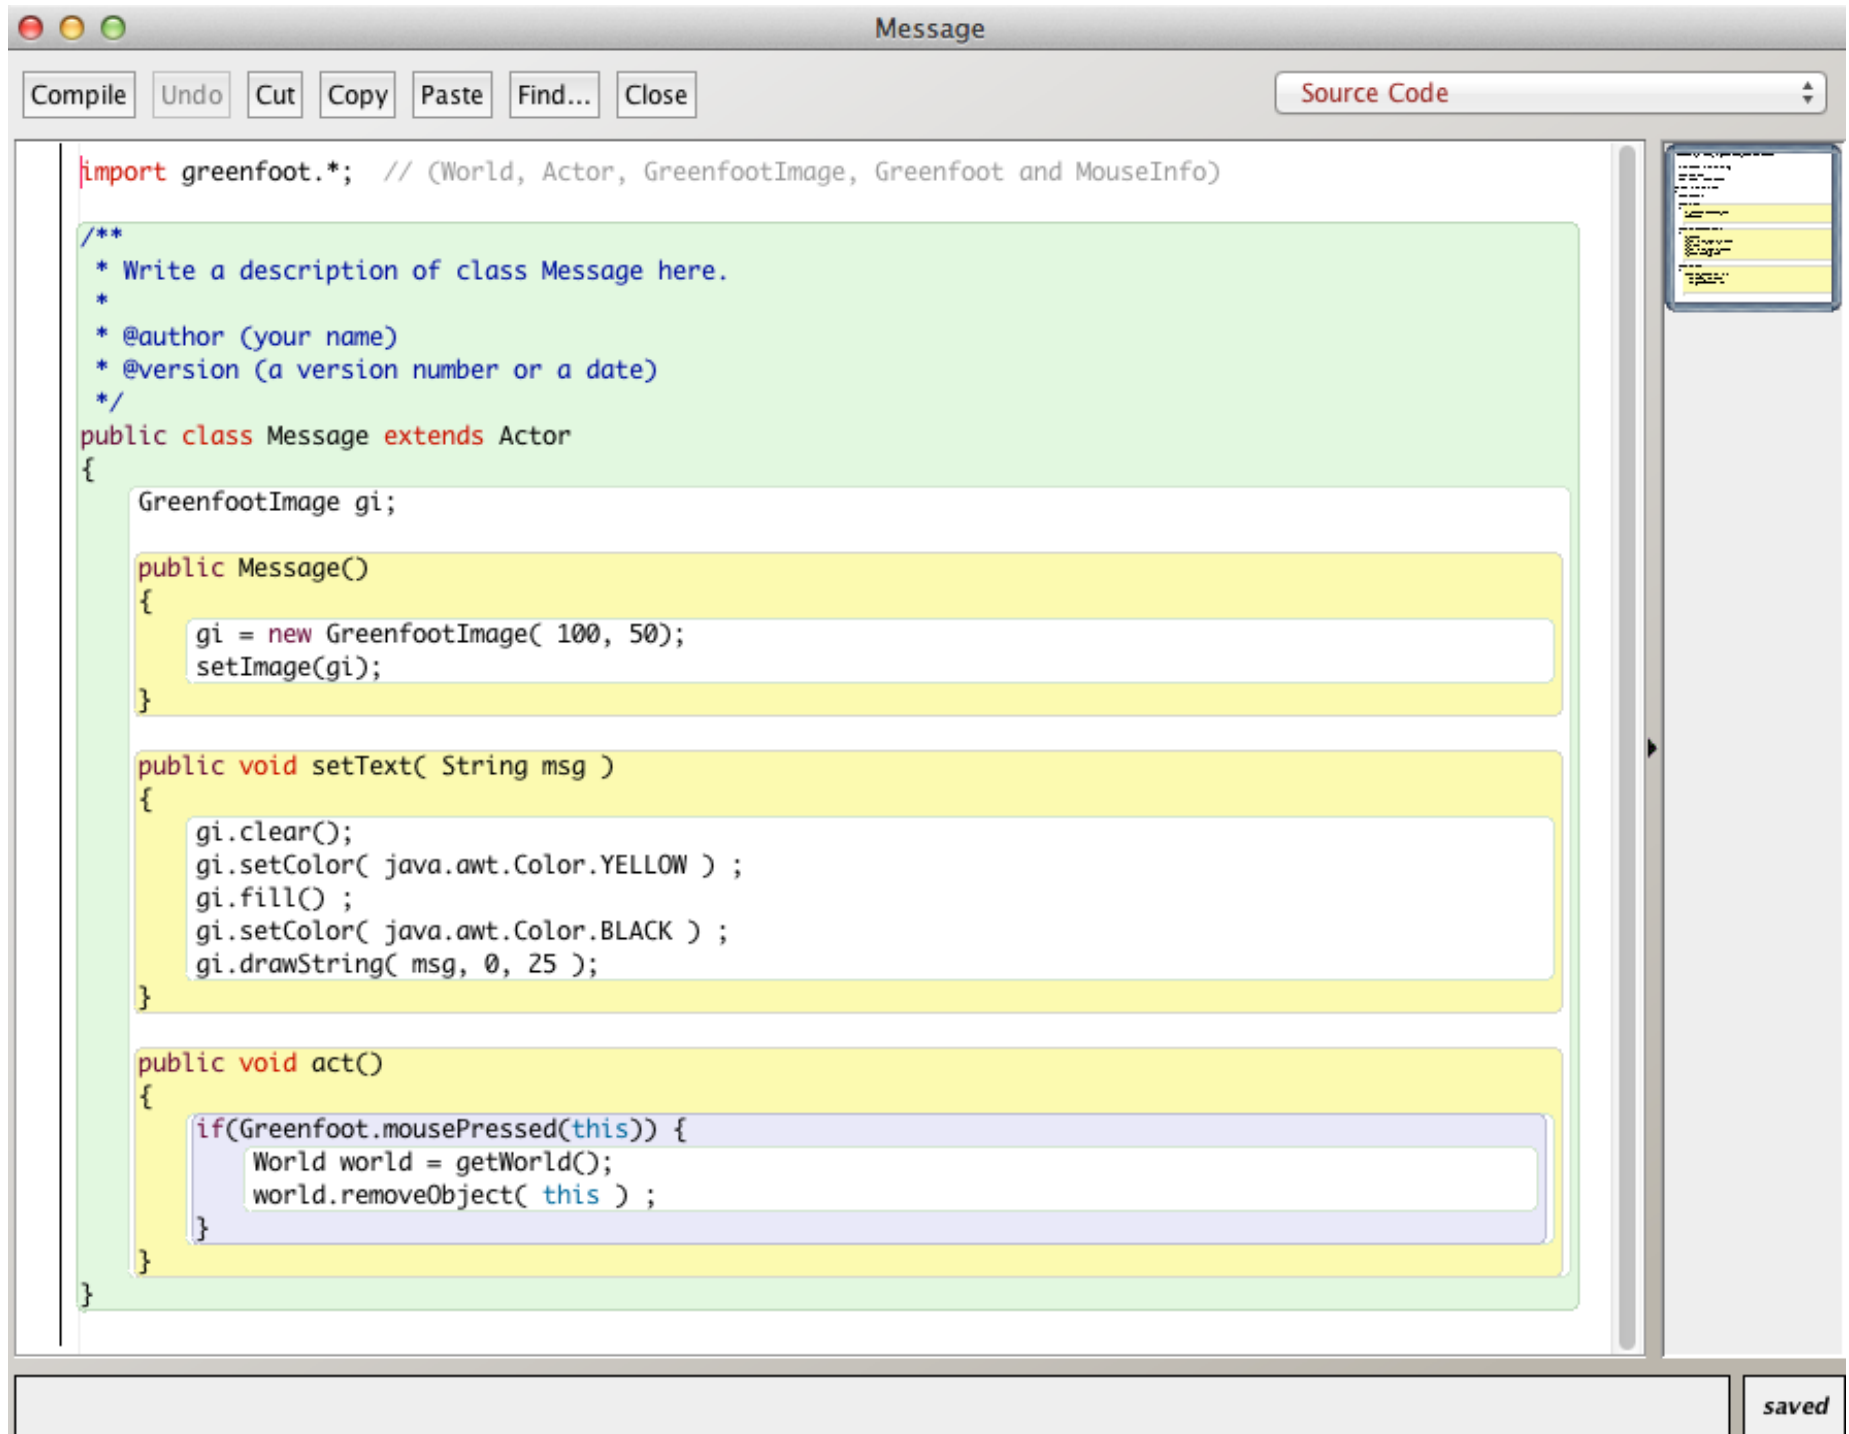 Message
Compile Undo Cut Copy Paste Find... Close Source Code
import greenfoot.*;  // (World, Actor, GreenfootImage, Greenfoot and MouseInfo)
/**
 * Write a description of class Message here.
 *
 * @author (your name)
 * @version (a version number or a date)
 */
public class Message extends Actor
{
    GreenfootImage gi;
    public Message()
    {
        gi = new GreenfootImage( 100, 50);
        setImage(gi);
    }
    public void setText( String msg )
    {
        gi.clear();
        gi.setColor( java.awt.Color.YELLOW ) ;
        gi.fill() ;
        gi.setColor( java.awt.Color.BLACK ) ;
        gi.drawString( msg, 0, 25 );
    }
    public void act()
    {
        if(Greenfoot.mousePressed(this)) {
            World world = getWorld();
            world.removeObject( this ) ;
        }
    }
}
saved